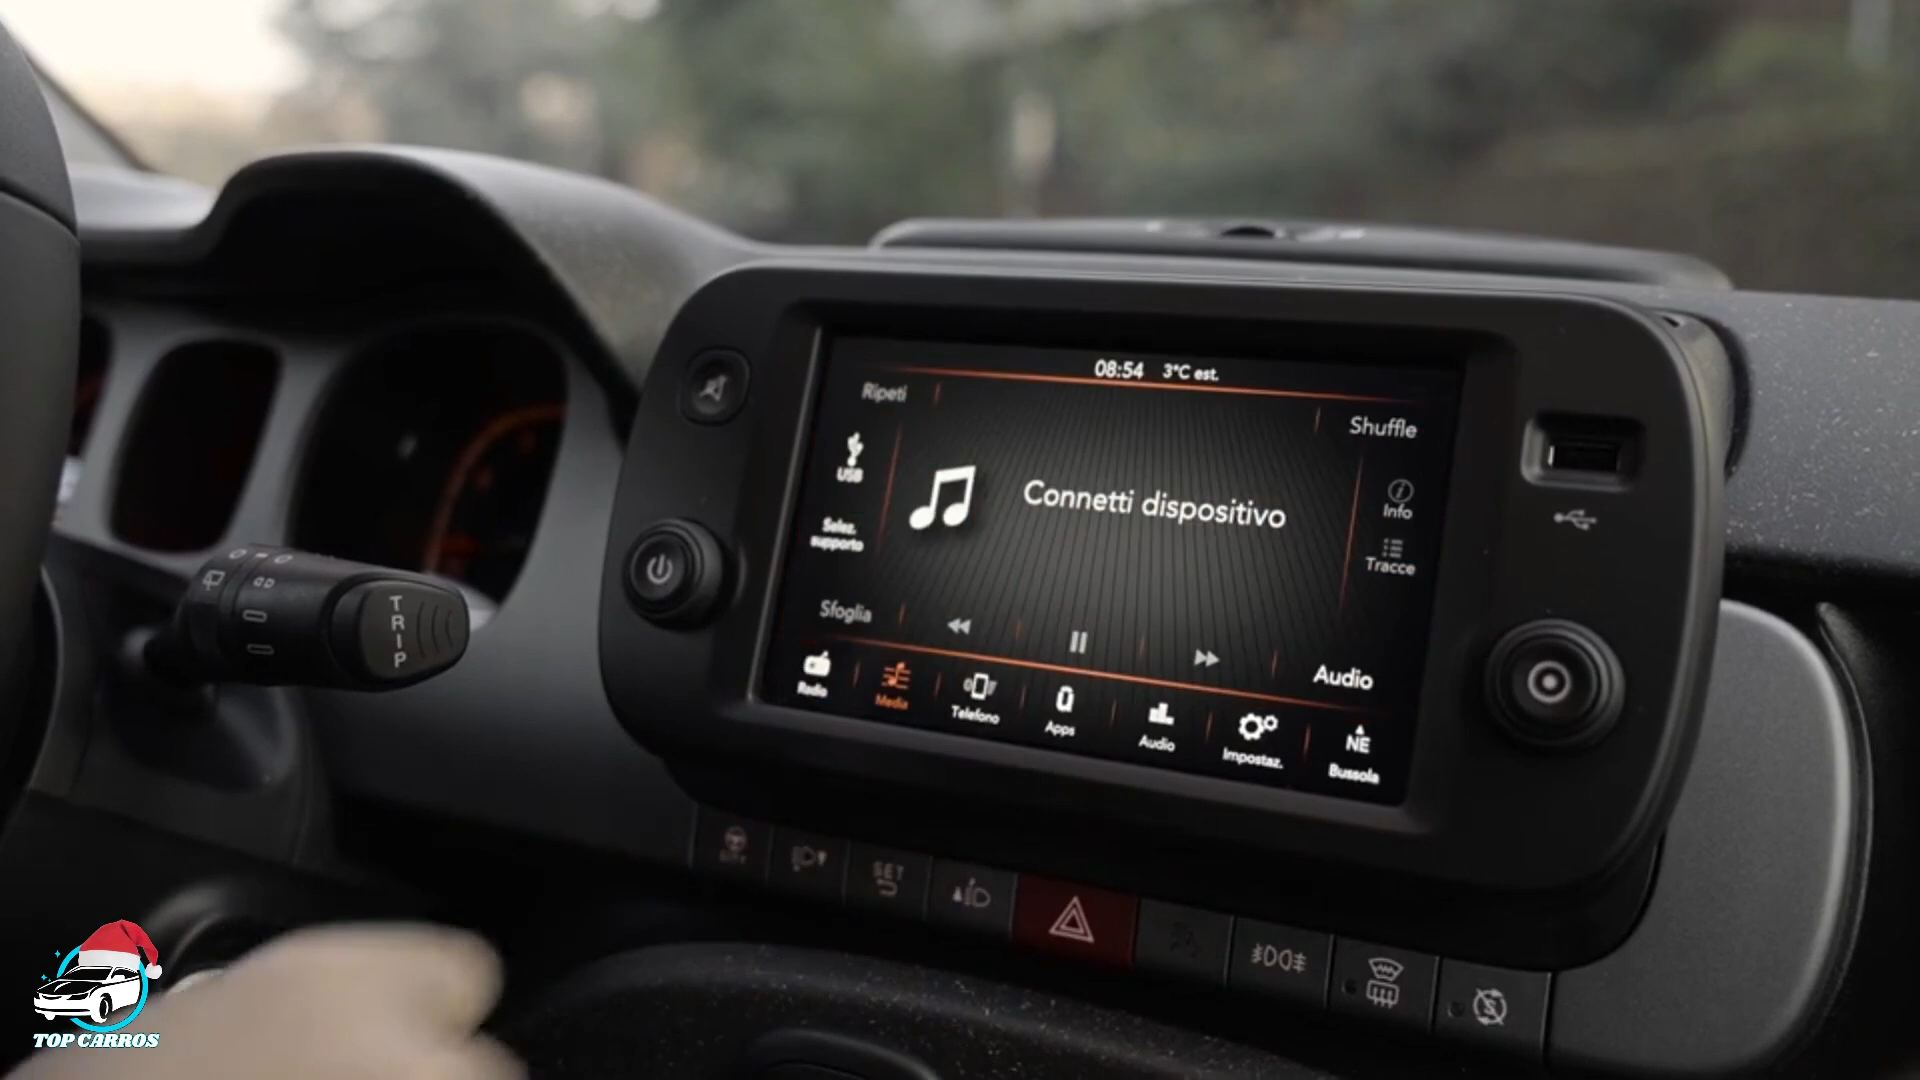 08:54 3°C est.
Ripeti
Shuffle
USB
Connetti dispositivo
Info
Selez.
supporto
Tracce
Sfoglia
Audio
Radio
Media
Telefono
Apps
Audio
Impostaz.
NE
Bussola
TRIP
CITY
SET
TOP CARROS